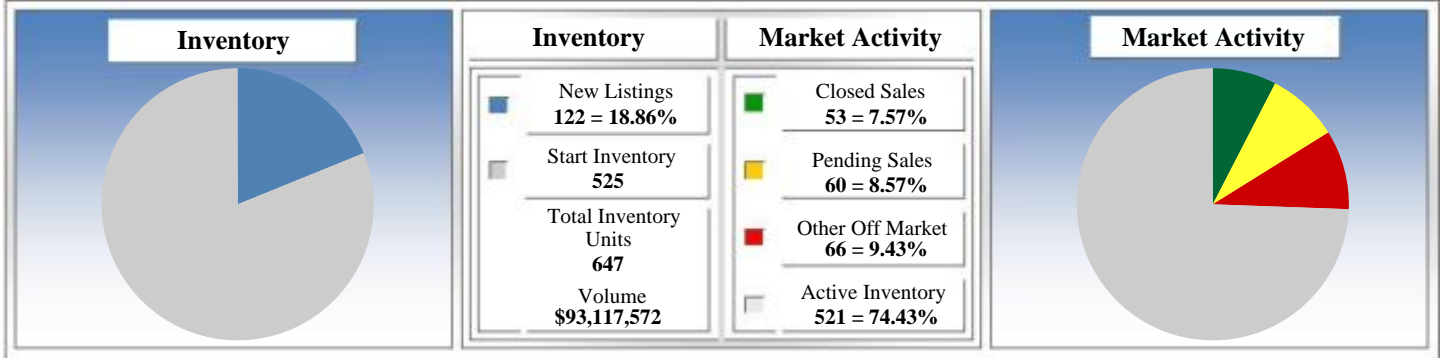 Inventory
Inventory
New Listings
122 = 18.86%
Start Inventory
525
Total Inventory
Units
647
Volume
$93,117,572
Market Activity
Closed Sales
53 = 7.57%
Pending Sales
60 = 8.57%
Other Off Market
66 = 9.43%
Active Inventory
521 = 74.43%
Market Activity